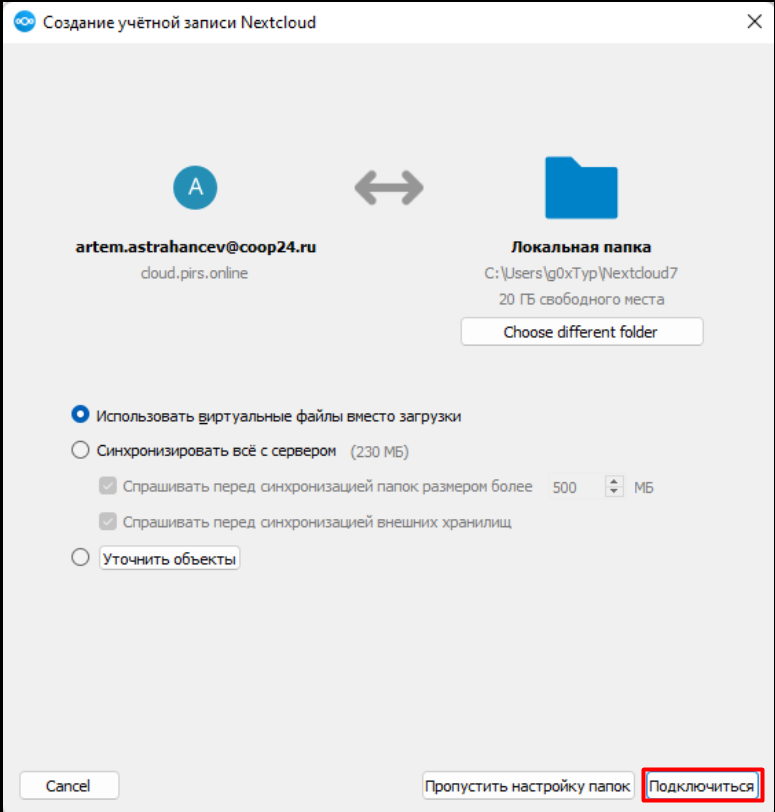 Создание учётной записи Nextcloud
A
artem.astrahancev@coop24.ru
cloud.pirs.online
Локальная папка
C:\Users\g0xTyp\Nextcloud7
20 ГБ свободного места
Choose different folder
Использовать виртуальные файлы вместо загрузки
Синхронизировать всё с сервером (230 МБ)
Спрашивать перед синхронизацией папок размером более 500 МБ
Спрашивать перед синхронизацией внешних хранилищ
Уточнить объекты
Cancel Пропустить настройку папок Подключиться